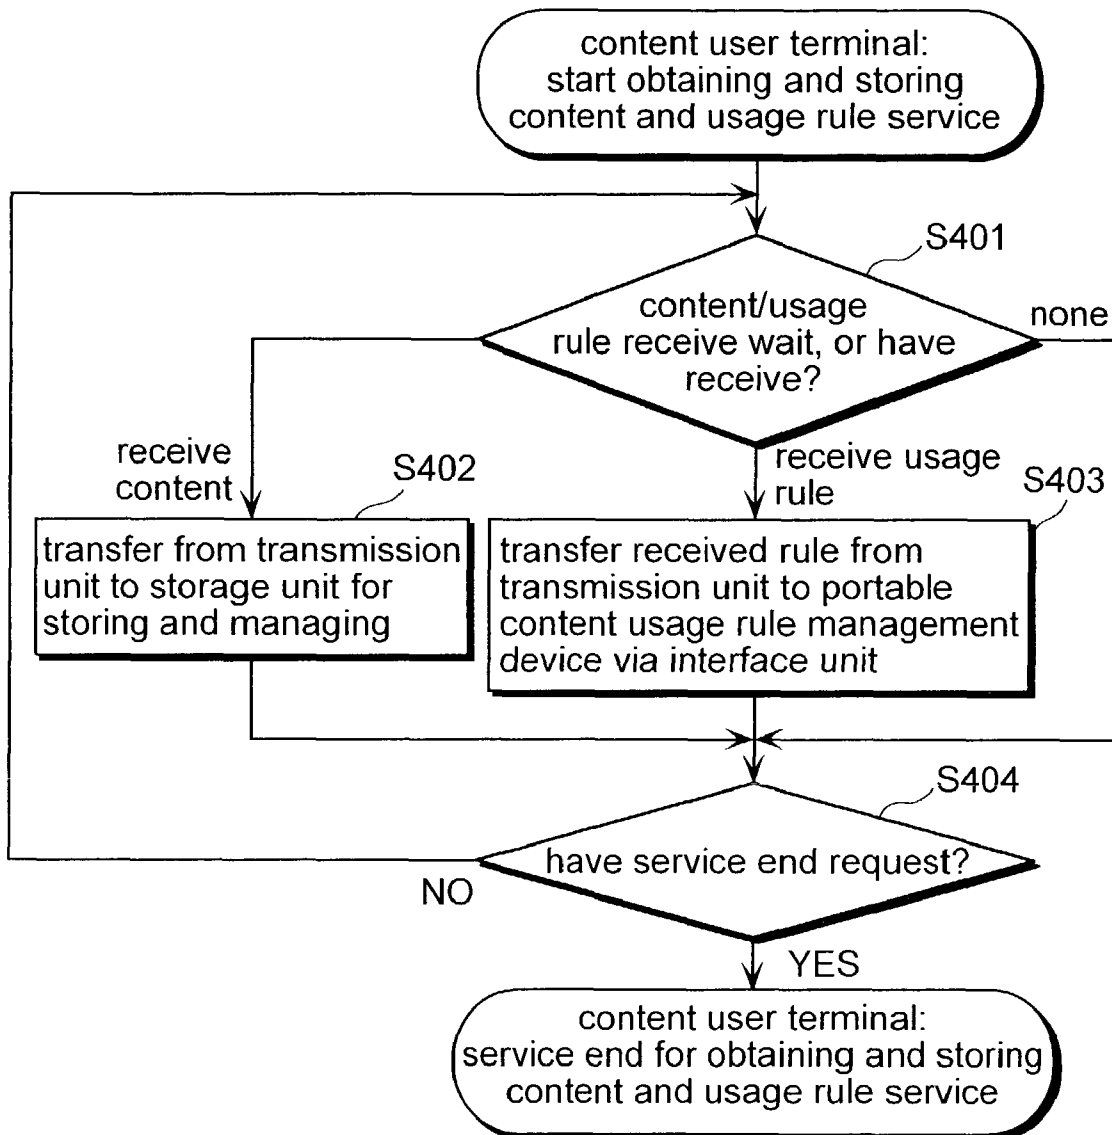 content user terminal:
start obtaining and storing
content and usage rule service
S401
content/usage
rule receive wait, or have
receive?
none
receive
content
S402
receive usage
rule
S403
transfer from transmission
unit to storage unit for
storing and managing
transfer received rule from
transmission unit to portable
content usage rule management
device via interface unit
S404
have service end request?
NO
YES
content user terminal:
service end for obtaining and storing
content and usage rule service